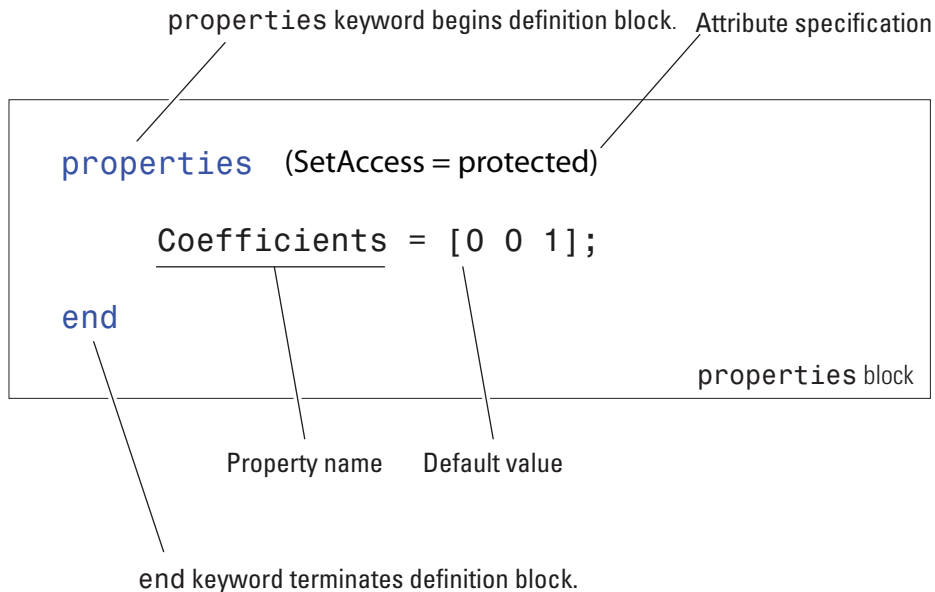 properties keyword begins definition block. Attribute specification
properties (SetAccess = protected)
Coefficients = [0 0 1];
end
properties block
Property name Default value
end keyword terminates definition block.